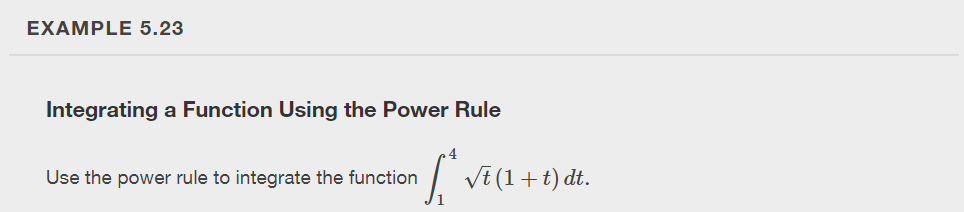 EXAMPLE 5.23
Integrating a Function Using the Power Rule
Use the power rule to integrate the function ∫₁⁴ √t (1 + t) dt.